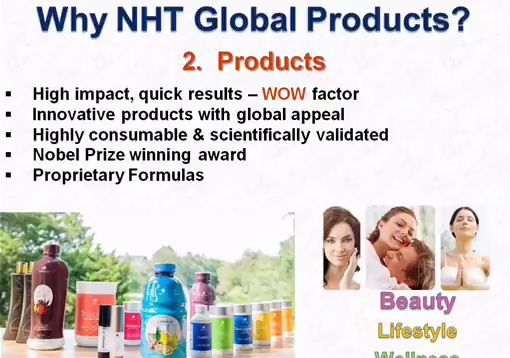 Why NHT Global Products?
2. Products
▪ High impact, quick results – WOW factor
▪ Innovative products with global appeal
▪ Highly consumable & scientifically validated
▪ Nobel Prize winning award
▪ Proprietary Formulas
Beauty
Lifestyle
Wellness